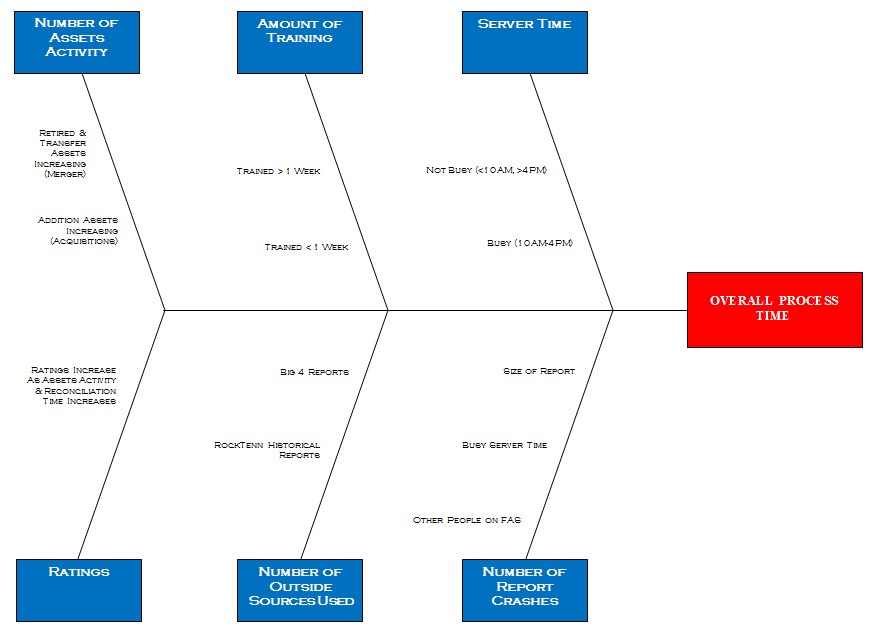 Number of
Assets
Activity
Amount of
Training
Server Time
Retired &
Transfer
Assets
Increasing
(Merger)
Trained > 1 Week
Not Busy (<10AM, >4PM)
Addition Assets
Increasing
(Acquisitions)
Trained < 1 Week
Busy (10AM-4PM)
OVERALL PROCESS
TIME
Ratings Increase
As Assets Activity
& Reconciliation
Time Increases
Big 4 Reports
Size of Report
RockTenn Historical
Reports
Busy Server Time
Other People on FAS
Ratings
Number of
Outside
Sources Used
Number of
Report
Crashes